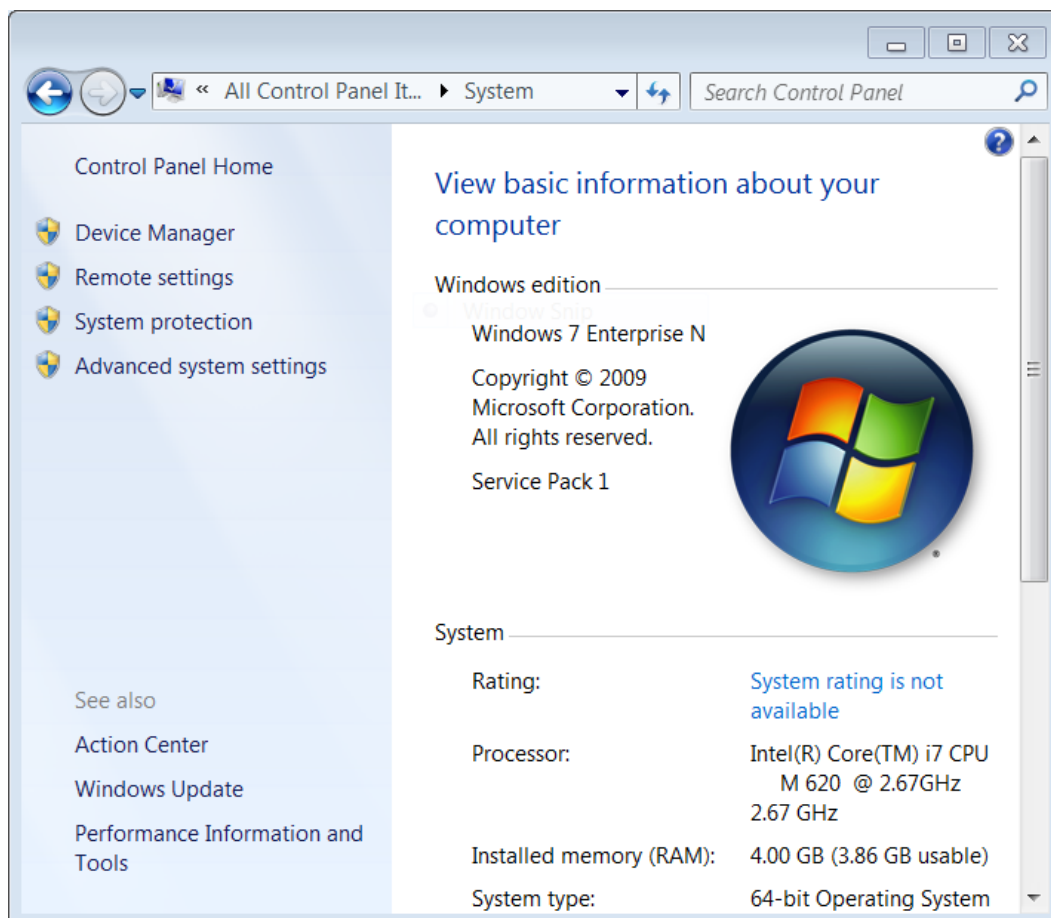 « All Control Panel It... System
Search Control Panel
Control Panel Home
Device Manager
Remote settings
System protection
Advanced system settings
See also
Action Center
Windows Update
Performance Information and
Tools
View basic information about your
computer
Windows edition
Window Snip
Windows 7 Enterprise N
Copyright © 2009
Microsoft Corporation.
All rights reserved.
Service Pack 1
System
Rating: System rating is not
available
Processor: Intel(R) Core(TM) i7 CPU
M 620 @ 2.67GHz
2.67 GHz
Installed memory (RAM): 4.00 GB (3.86 GB usable)
System type: 64-bit Operating System